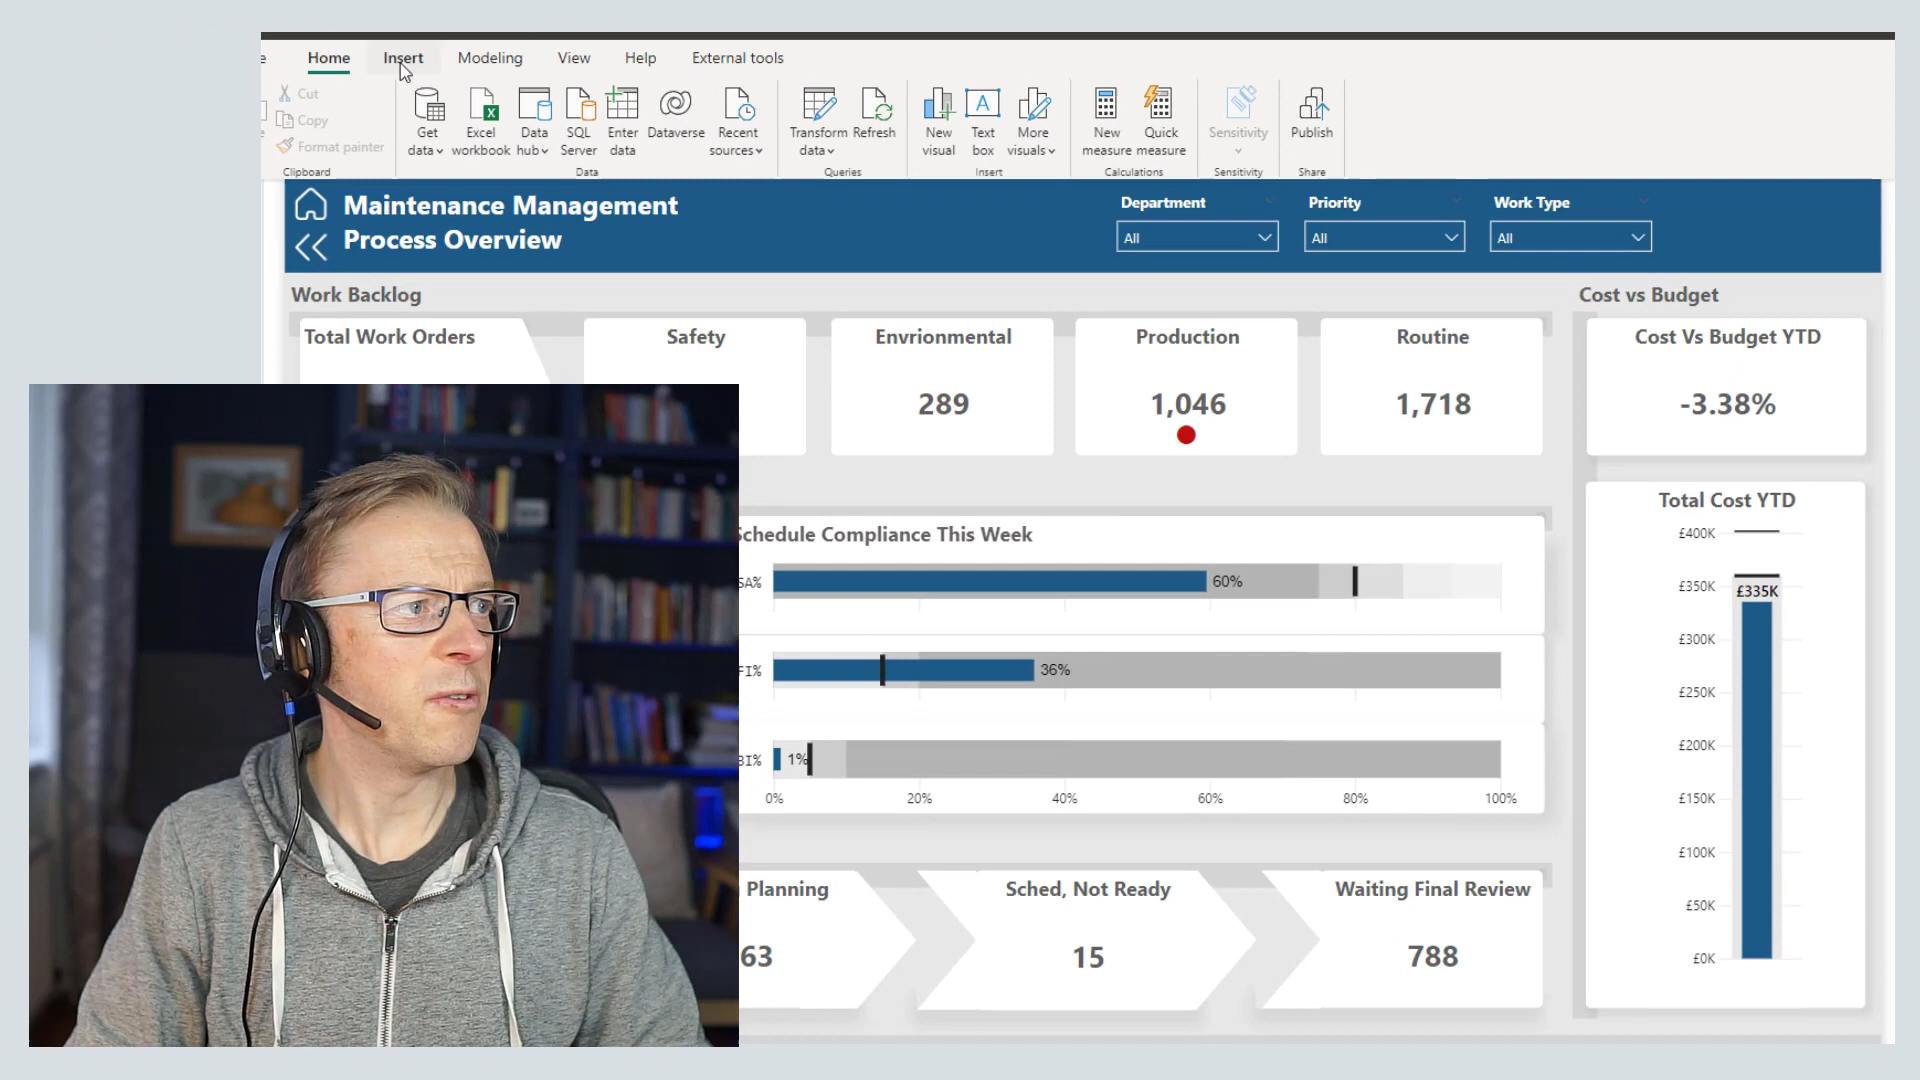 Home
Insert
Modeling
View
Help
External tools
Cut
Copy
Format painter
Clipboard
Get data
Excel workbook
Data hub
SQL Server
Enter data
Dataverse
Recent sources
Data
Transform data
Refresh
Queries
New visual
Text box
More visuals
Insert
New measure
Quick measure
Calculations
Sensitivity
Sensitivity
Publish
Share
Maintenance Management
Process Overview
Department
All
Priority
All
Work Type
All
Work Backlog
Cost vs Budget
Total Work Orders
Safety
Envrionmental
289
Production
1,046
Routine
1,718
Cost Vs Budget YTD
-3.38%
Schedule Compliance This Week
SA%
60%
FI%
36%
BI%
1%
0%
20%
40%
60%
80%
100%
Total Cost YTD
£400K
£350K
£335K
£300K
£250K
£200K
£150K
£100K
£50K
£0K
Planning
63
Sched, Not Ready
15
Waiting Final Review
788